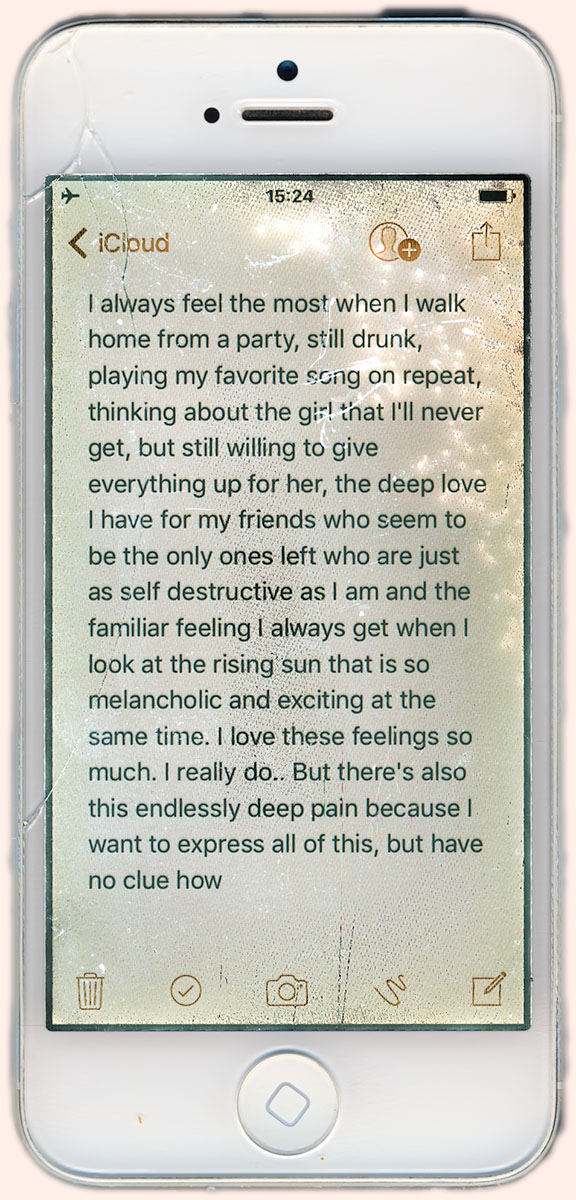 15:24
iCloud
I always feel the most when I walk
home from a party, still drunk,
playing my favorite song on repeat,
thinking about the girl that I'll never
get, but still willing to give
everything up for her, the deep love
I have for my friends who seem to
be the only ones left who are just
as self destructive as I am and the
familiar feeling I always get when I
look at the rising sun that is so
melancholic and exciting at the
same time. I love these feelings so
much. I really do.. But there's also
this endlessly deep pain because I
want to express all of this, but have
no clue how